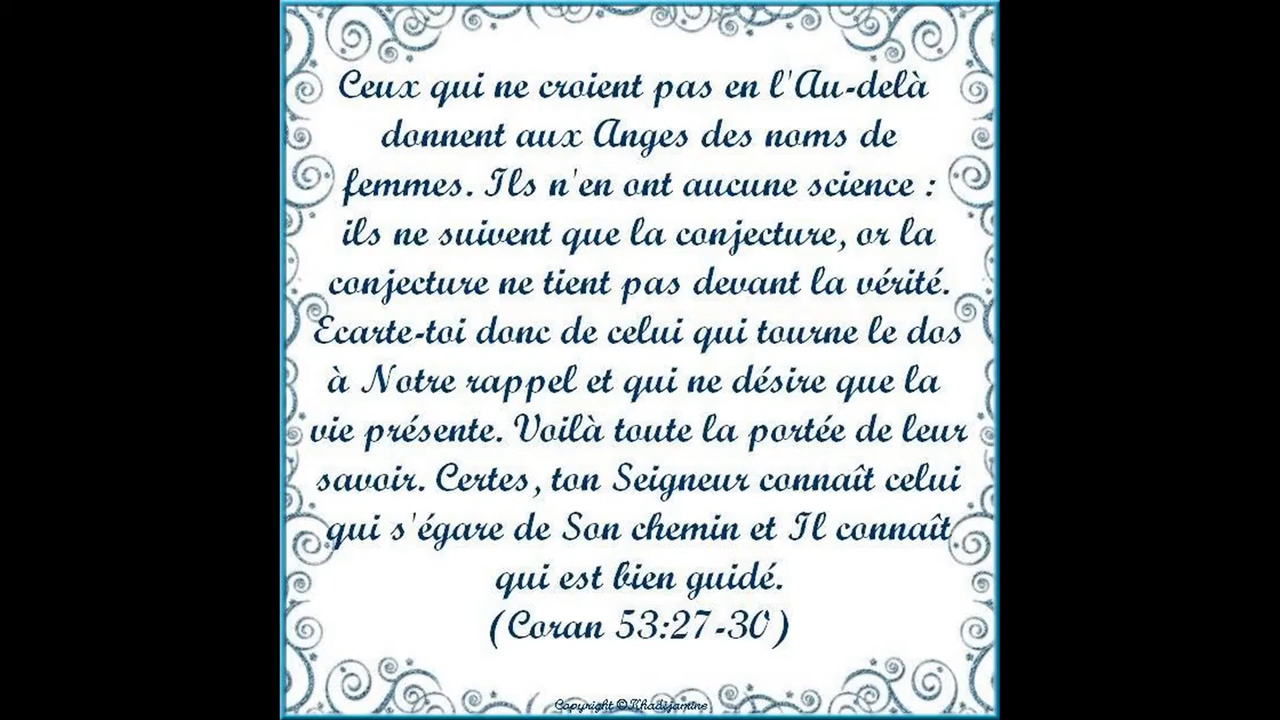 Ceux qui ne croient pas en l'Au-delà
donnent aux Anges des noms de
femmes. Ils n'en ont aucune science :
ils ne suivent que la conjecture, or la
conjecture ne tient pas devant la vérité.
Ecarte-toi donc de celui qui tourne le dos
à Notre rappel et qui ne désire que la
vie présente. Voilà toute la portée de leur
savoir. Certes, ton Seigneur connaît celui
qui s'égare de Son chemin et Il connaît
qui est bien guidé.
(Coran 53:27-30)
Copyright ©Khadijamine